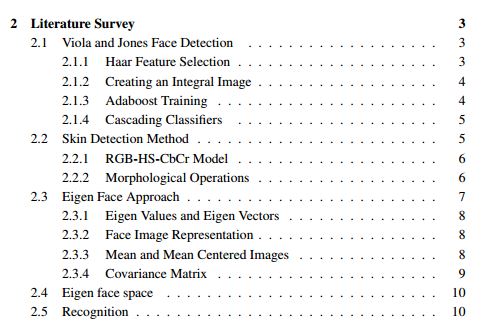 2 Literature Survey 3
2.1 Viola and Jones Face Detection . . . . . . . . . . . . . . . . . . . 3
2.1.1 Haar Feature Selection . . . . . . . . . . . . . . . . . . . . 3
2.1.2 Creating an Integral Image . . . . . . . . . . . . . . . . . . 4
2.1.3 Adaboost Training . . . . . . . . . . . . . . . . . . . . . . 4
2.1.4 Cascading Classifiers . . . . . . . . . . . . . . . . . . . . 5
2.2 Skin Detection Method . . . . . . . . . . . . . . . . . . . . . . . . 5
2.2.1 RGB-HS-CbCr Model . . . . . . . . . . . . . . . . . . . . 6
2.2.2 Morphological Operations . . . . . . . . . . . . . . . . . . 6
2.3 Eigen Face Approach . . . . . . . . . . . . . . . . . . . . . . . . . 7
2.3.1 Eigen Values and Eigen Vectors . . . . . . . . . . . . . . . 8
2.3.2 Face Image Representation . . . . . . . . . . . . . . . . . . 8
2.3.3 Mean and Mean Centered Images . . . . . . . . . . . . . . 8
2.3.4 Covariance Matrix . . . . . . . . . . . . . . . . . . . . . . 9
2.4 Eigen face space . . . . . . . . . . . . . . . . . . . . . . . . . . . 10
2.5 Recognition . . . . . . . . . . . . . . . . . . . . . . . . . . . . . . 10